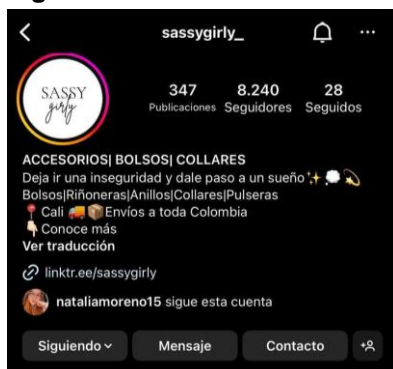 sassygirly_
SASSY
girly
347
8.240
28
Publicaciones
Seguidores
Seguidos
ACCESORIOS| BOLSOS| COLLARES
Deja ir una inseguridad y dale paso a un sueño✨💭💫
Bolsos|Riñoneras|Anillos|Collares|Pulseras
📍Cali 🚚📦Envíos a toda Colombia
👇🏻Conoce más
Ver traducción
linktr.ee/sassygirly
nataliamoreno15 sigue esta cuenta
Siguiendo
Mensaje
Contacto